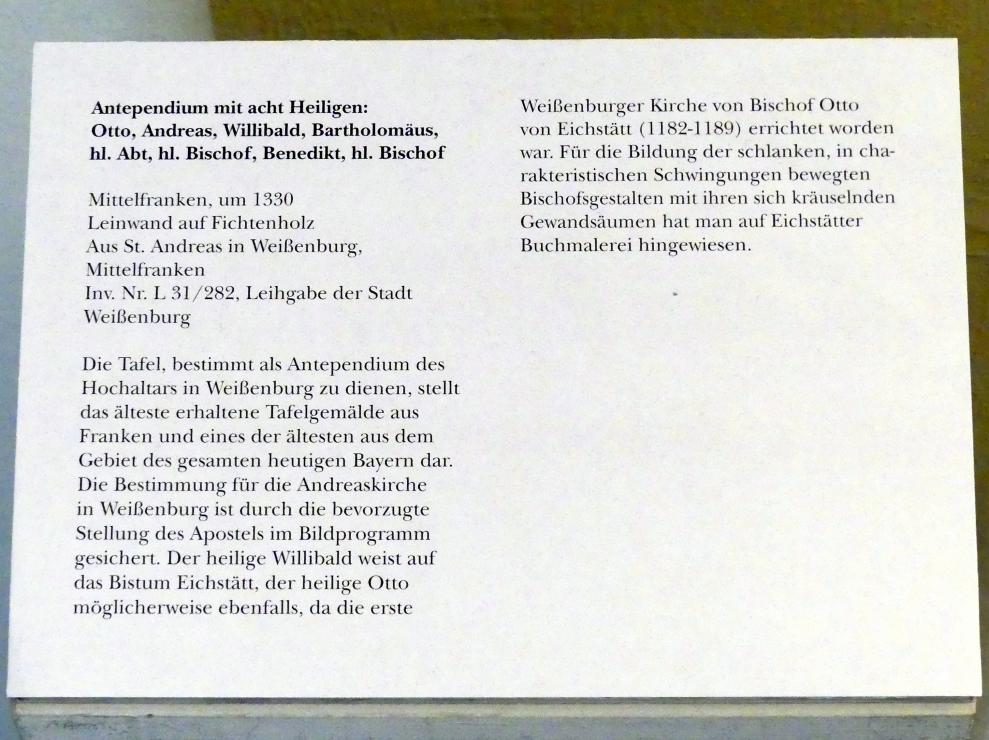 Antependium mit acht Heiligen:
Otto, Andreas, Willibald, Bartholomäus,
hl. Abt, hl. Bischof, Benedikt, hl. Bischof
Mittelfranken, um 1330
Leinwand auf Fichtenholz
Aus St. Andreas in Weißenburg,
Mittelfranken
Inv. Nr. L 31/282, Leihgabe der Stadt
Weißenburg
Die Tafel, bestimmt als Antependium des
Hochaltars in Weißenburg zu dienen, stellt
das älteste erhaltene Tafelgemälde aus
Franken und eines der ältesten aus dem
Gebiet des gesamten heutigen Bayern dar.
Die Bestimmung für die Andreaskirche
in Weißenburg ist durch die bevorzugte
Stellung des Apostels im Bildprogramm
gesichert. Der heilige Willibald weist auf
das Bistum Eichstätt, der heilige Otto
möglicherweise ebenfalls, da die erste
Weißenburger Kirche von Bischof Otto
von Eichstätt (1182-1189) errichtet worden
war. Für die Bildung der schlanken, in cha-
rakteristischen Schwingungen bewegten
Bischofsgestalten mit ihren sich kräuselnden
Gewandsäumen hat man auf Eichstätter
Buchmalerei hingewiesen.